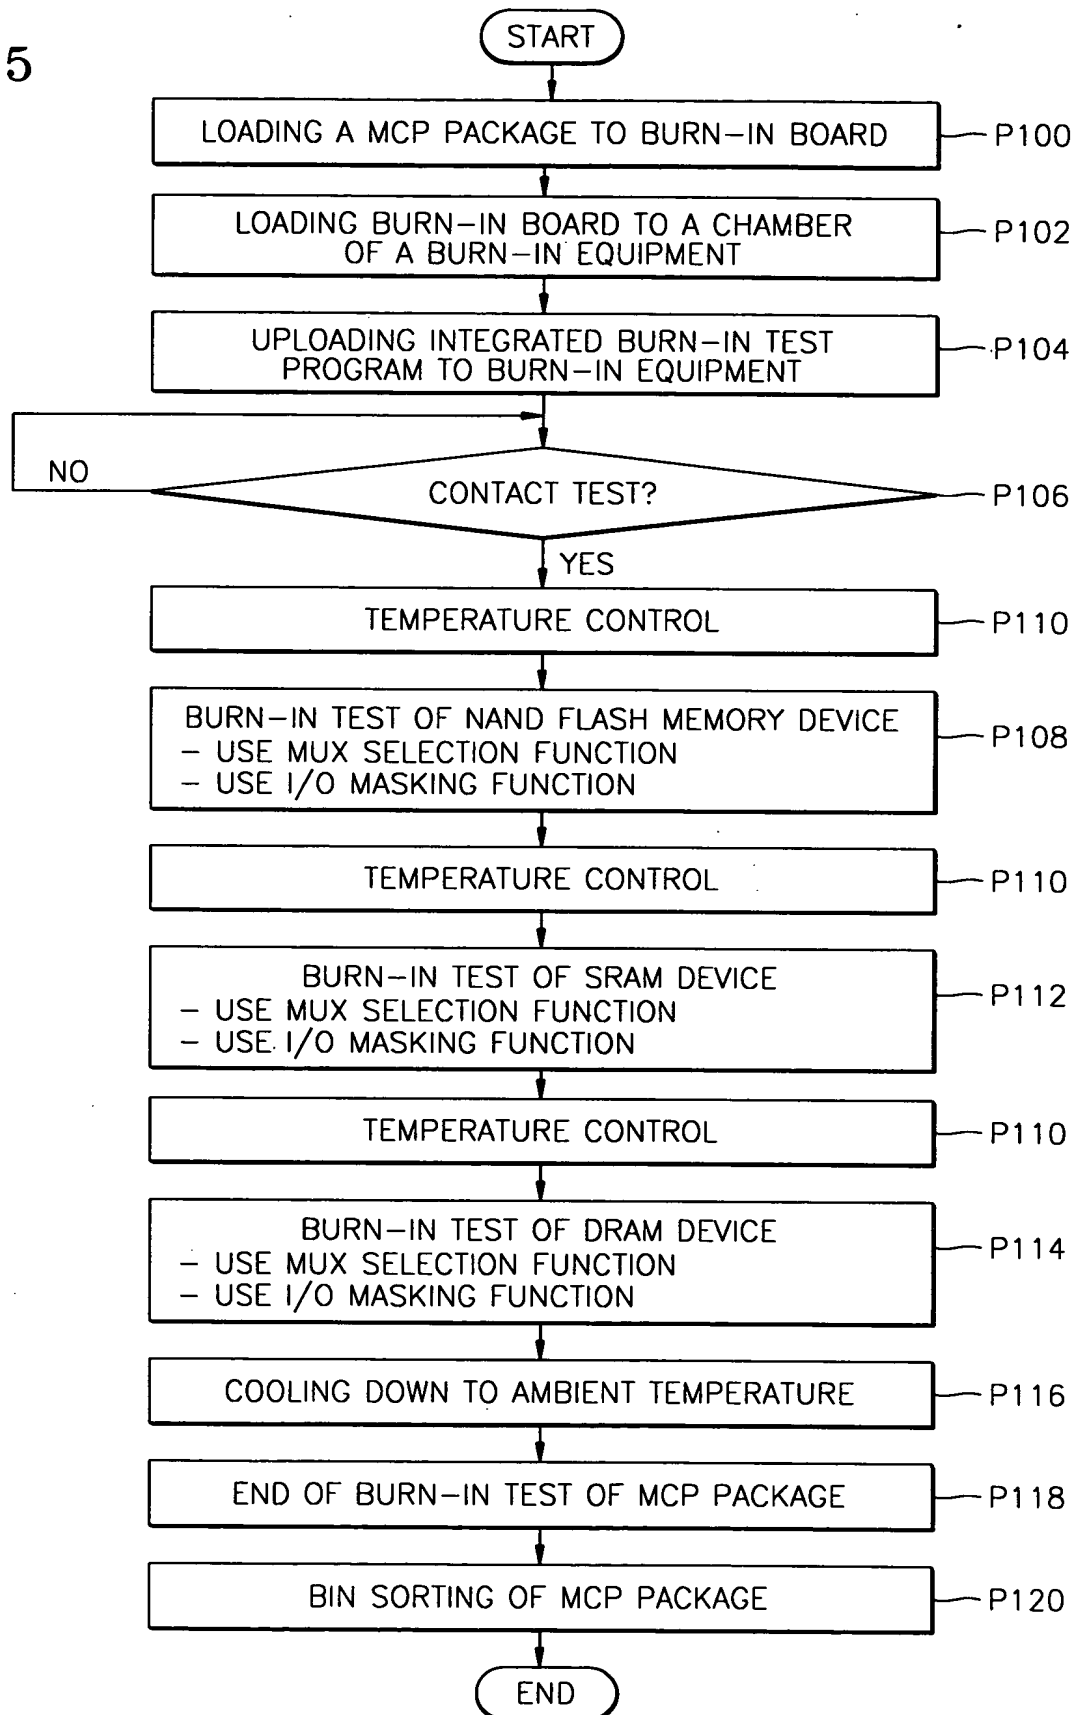 5
START
LOADING A MCP PACKAGE TO BURN-IN BOARD
P100
LOADING BURN-IN BOARD TO A CHAMBER
OF A BURN-IN EQUIPMENT
P102
UPLOADING INTEGRATED BURN-IN TEST
PROGRAM TO BURN-IN EQUIPMENT
P104
NO
CONTACT TEST?
P106
YES
TEMPERATURE CONTROL
P110
BURN-IN TEST OF NAND FLASH MEMORY DEVICE
- USE MUX SELECTION FUNCTION
- USE I/O MASKING FUNCTION
P108
TEMPERATURE CONTROL
P110
BURN-IN TEST OF SRAM DEVICE
- USE MUX SELECTION FUNCTION
- USE I/O MASKING FUNCTION
P112
TEMPERATURE CONTROL
P110
BURN-IN TEST OF DRAM DEVICE
- USE MUX SELECTION FUNCTION
- USE I/O MASKING FUNCTION
P114
COOLING DOWN TO AMBIENT TEMPERATURE
P116
END OF BURN-IN TEST OF MCP PACKAGE
P118
BIN SORTING OF MCP PACKAGE
P120
END